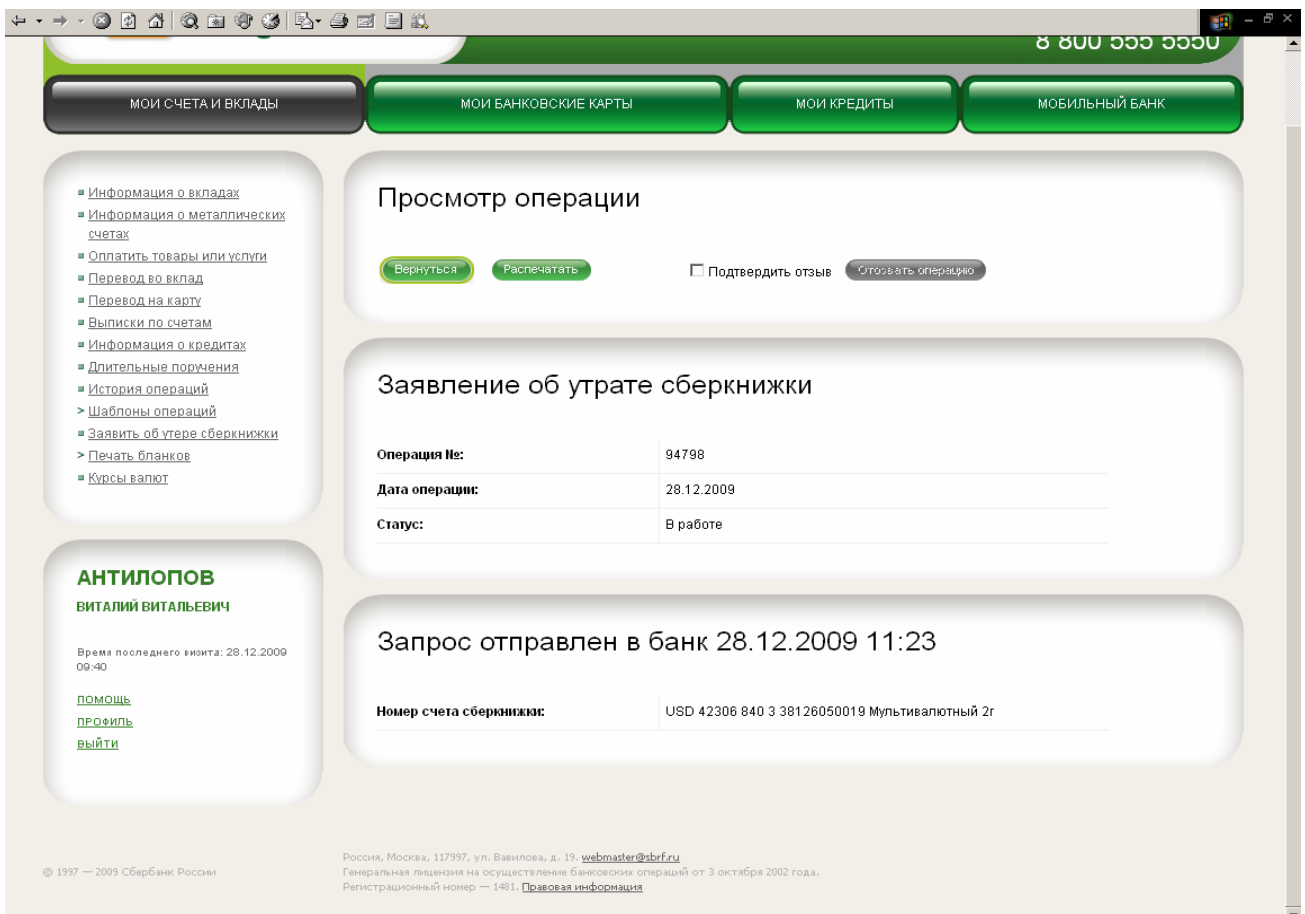 8 800 555 5550
МОИ СЧЕТА И ВКЛАДЫ
МОИ БАНКОВСКИЕ КАРТЫ
МОИ КРЕДИТЫ
МОБИЛЬНЫЙ БАНК
Информация о вкладах
Информация о металлических
счетах
Оплатить товары или услуги
Перевод во вклад
Перевод на карту
Выписки по счетам
Информация о кредитах
Длительные поручения
История операций
Шаблоны операций
Заявить об утере сберкнижки
Печать бланков
Курсы валют
АНТИЛОПОВ
ВИТАЛИЙ ВИТАЛЬЕВИЧ
Время последнего визита: 28.12.2009
09:40
ПОМОЩЬ
ПРОФИЛЬ
ВЫЙТИ
Просмотр операции
Вернуться
Распечатать
Подтвердить отзыв
Отозвать операцию
Заявление об утрате сберкнижки
Операция №: 94798
Дата операции: 28.12.2009
Статус: В работе
Запрос отправлен в банк 28.12.2009 11:23
Номер счета сберкнижки: USD 42306 840 3 38126050019 Мультивалютный 2г
© 1997 — 2009 Сбербанк России
Россия, Москва, 117997, ул. Вавилова, д. 19. webmaster@sbrf.ru
Генеральная лицензия на осуществление банковских операций от 3 октября 2002 года.
Регистрационный номер — 1481. Правовая информация